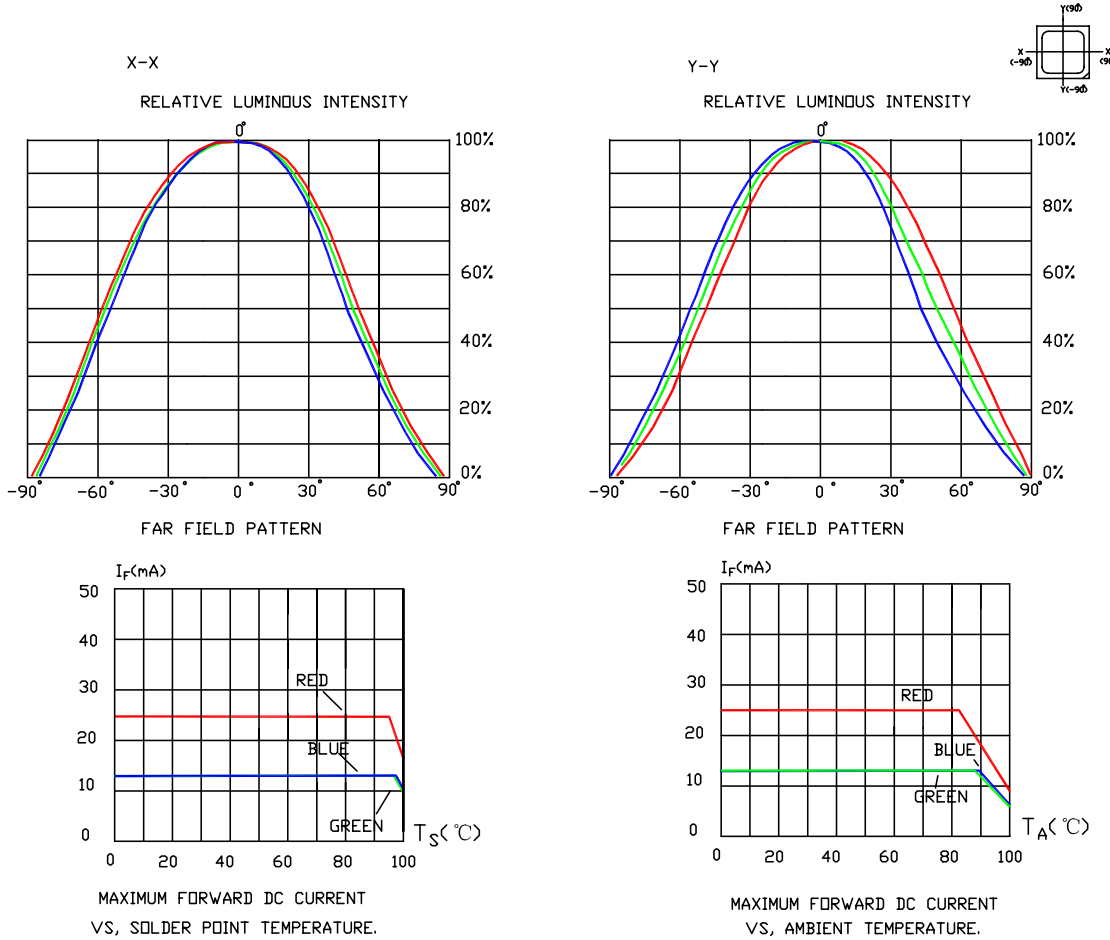 X-X
RELATIVE LUMINOUS INTENSITY
0°
100%
80%
60%
40%
20%
0%
-90° -60° -30° 0° 30° 60° 90°
FAR FIELD PATTERN
Y-Y
RELATIVE LUMINOUS INTENSITY
0°
100%
80%
60%
40%
20%
0%
-90° -60° -30° 0° 30° 60° 90°
FAR FIELD PATTERN
Y(90°)
X X
(-90°) (90°)
Y(-90°)
IF(mA)
50
40
30
20
10
0
RED
BLUE
GREEN
TS(℃)
0 20 40 60 80 100
MAXIMUM FORWARD DC CURRENT
VS, SOLDER POINT TEMPERATURE.
IF(mA)
50
40
30
20
10
0
RED
BLUE
GREEN
TA(℃)
0 20 40 60 80 100
MAXIMUM FORWARD DC CURRENT
VS, AMBIENT TEMPERATURE.